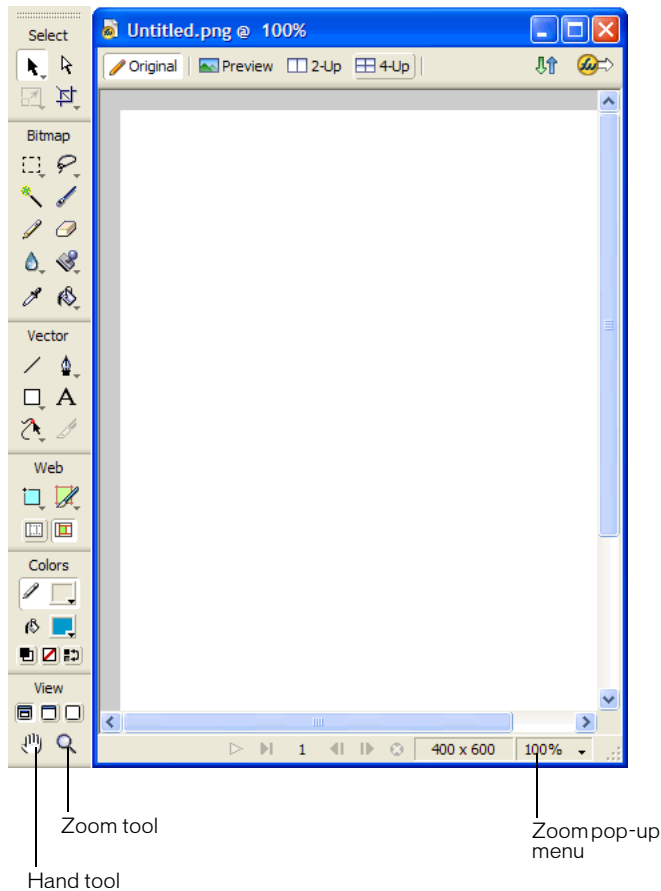 Select
Bitmap
Vector
Web
Colors
View
Untitled.png @ 100%
Original
Preview
2-Up
4-Up
A
1
400 x 600
100%
Zoom tool
Hand tool
Zoom pop-up
menu